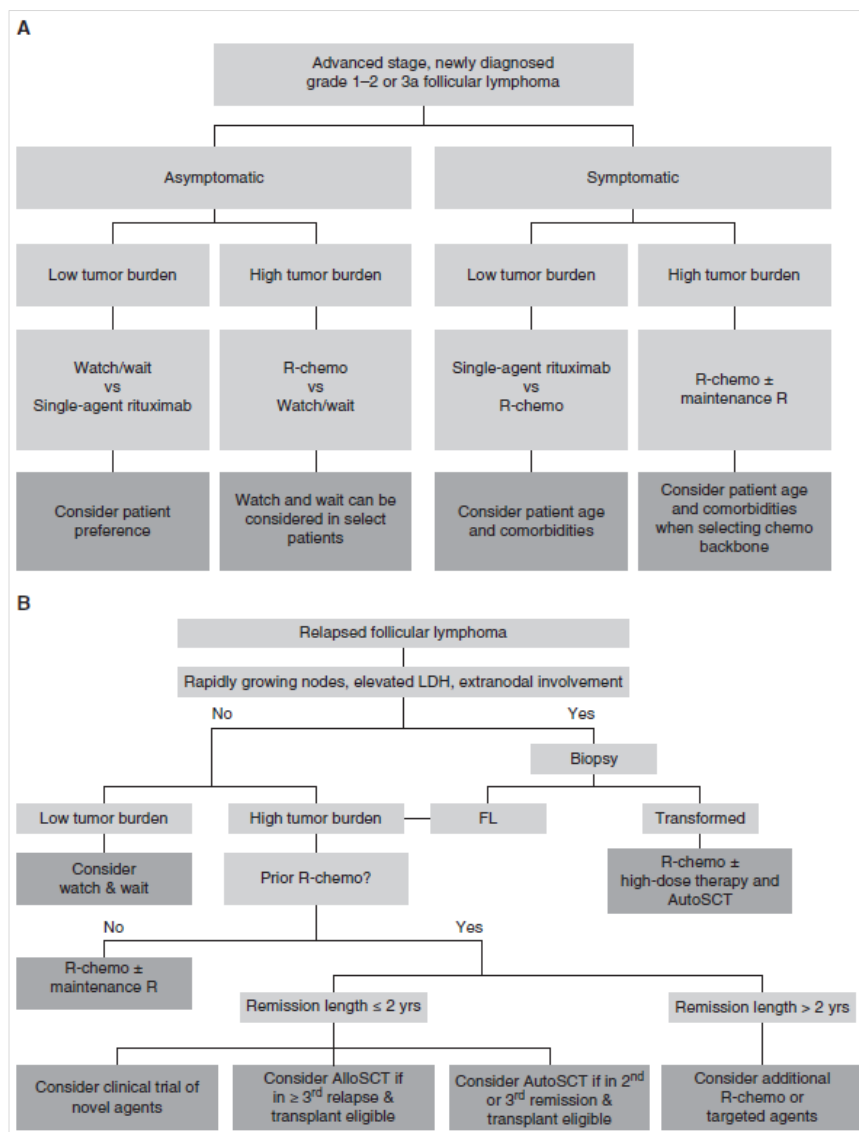 A
Advanced stage, newly diagnosed
grade 1–2 or 3a follicular lymphoma
Asymptomatic
Symptomatic
Low tumor burden
High tumor burden
Low tumor burden
High tumor burden
Watch/wait
vs
Single-agent rituximab
R-chemo
vs
Watch/wait
Single-agent rituximab
vs
R-chemo
R-chemo ±
maintenance R
Consider patient
preference
Watch and wait can be
considered in select
patients
Consider patient age
and comorbidities
Consider patient age
and comorbidities
when selecting chemo
backbone
B
Relapsed follicular lymphoma
Rapidly growing nodes, elevated LDH, extranodal involvement
No
Yes
Biopsy
Low tumor burden
High tumor burden
FL
Transformed
Consider
watch & wait
Prior R-chemo?
R-chemo ±
high-dose therapy and
AutoSCT
No
Yes
R-chemo ±
maintenance R
Remission length ≤ 2 yrs
Remission length > 2 yrs
Consider clinical trial of
novel agents
Consider AlloSCT if
in ≥ 3rd relapse &
transplant eligible
Consider AutoSCT if in 2nd
or 3rd remission &
transplant eligible
Consider additional
R-chemo or
targeted agents